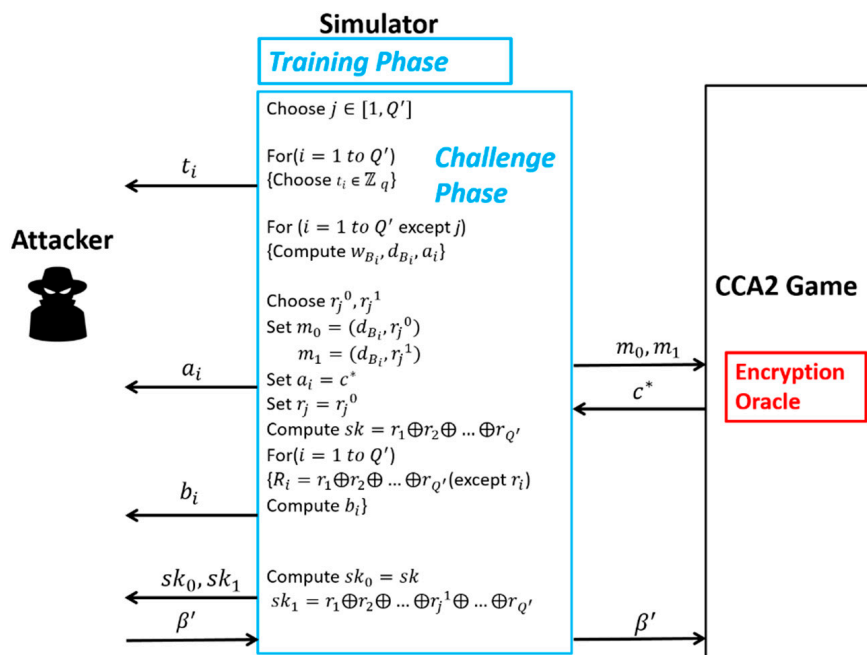 Simulator
Training Phase
Choose j ∈ [1, Q′]
For(i = 1 to Q′)
{Choose t_i ∈ ℤ_q}
Challenge
Phase
t_i
For (i = 1 to Q′ except j)
{Compute w_{B_i}, d_{B_i}, a_i}
Attacker
CCA2 Game
Choose r_j^0, r_j^1
Set m_0 = (d_{B_i}, r_j^0)
m_1 = (d_{B_i}, r_j^1)
m_0, m_1
Encryption
Oracle
a_i
Set a_i = c*
c*
Set r_j = r_j^0
Compute sk = r_1⊕r_2⊕ … ⊕r_{Q′}
For(i = 1 to Q′)
{R_i = r_1⊕r_2⊕ … ⊕r_{Q′}(except r_i)
b_i
Compute b_i}
sk_0, sk_1
Compute sk_0 = sk
sk_1 = r_1⊕r_2⊕ … ⊕r_j^1⊕ … ⊕r_{Q′}
β′
β′